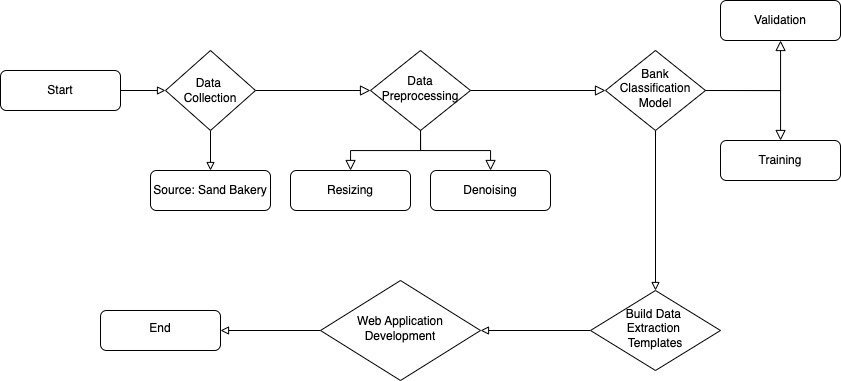 Start
Data
Collection
Source: Sand Bakery
Data
Preprocessing
Resizing
Denoising
Bank
Classification
Model
Validation
Training
Build Data
Extraction
Templates
Web Application
Development
End